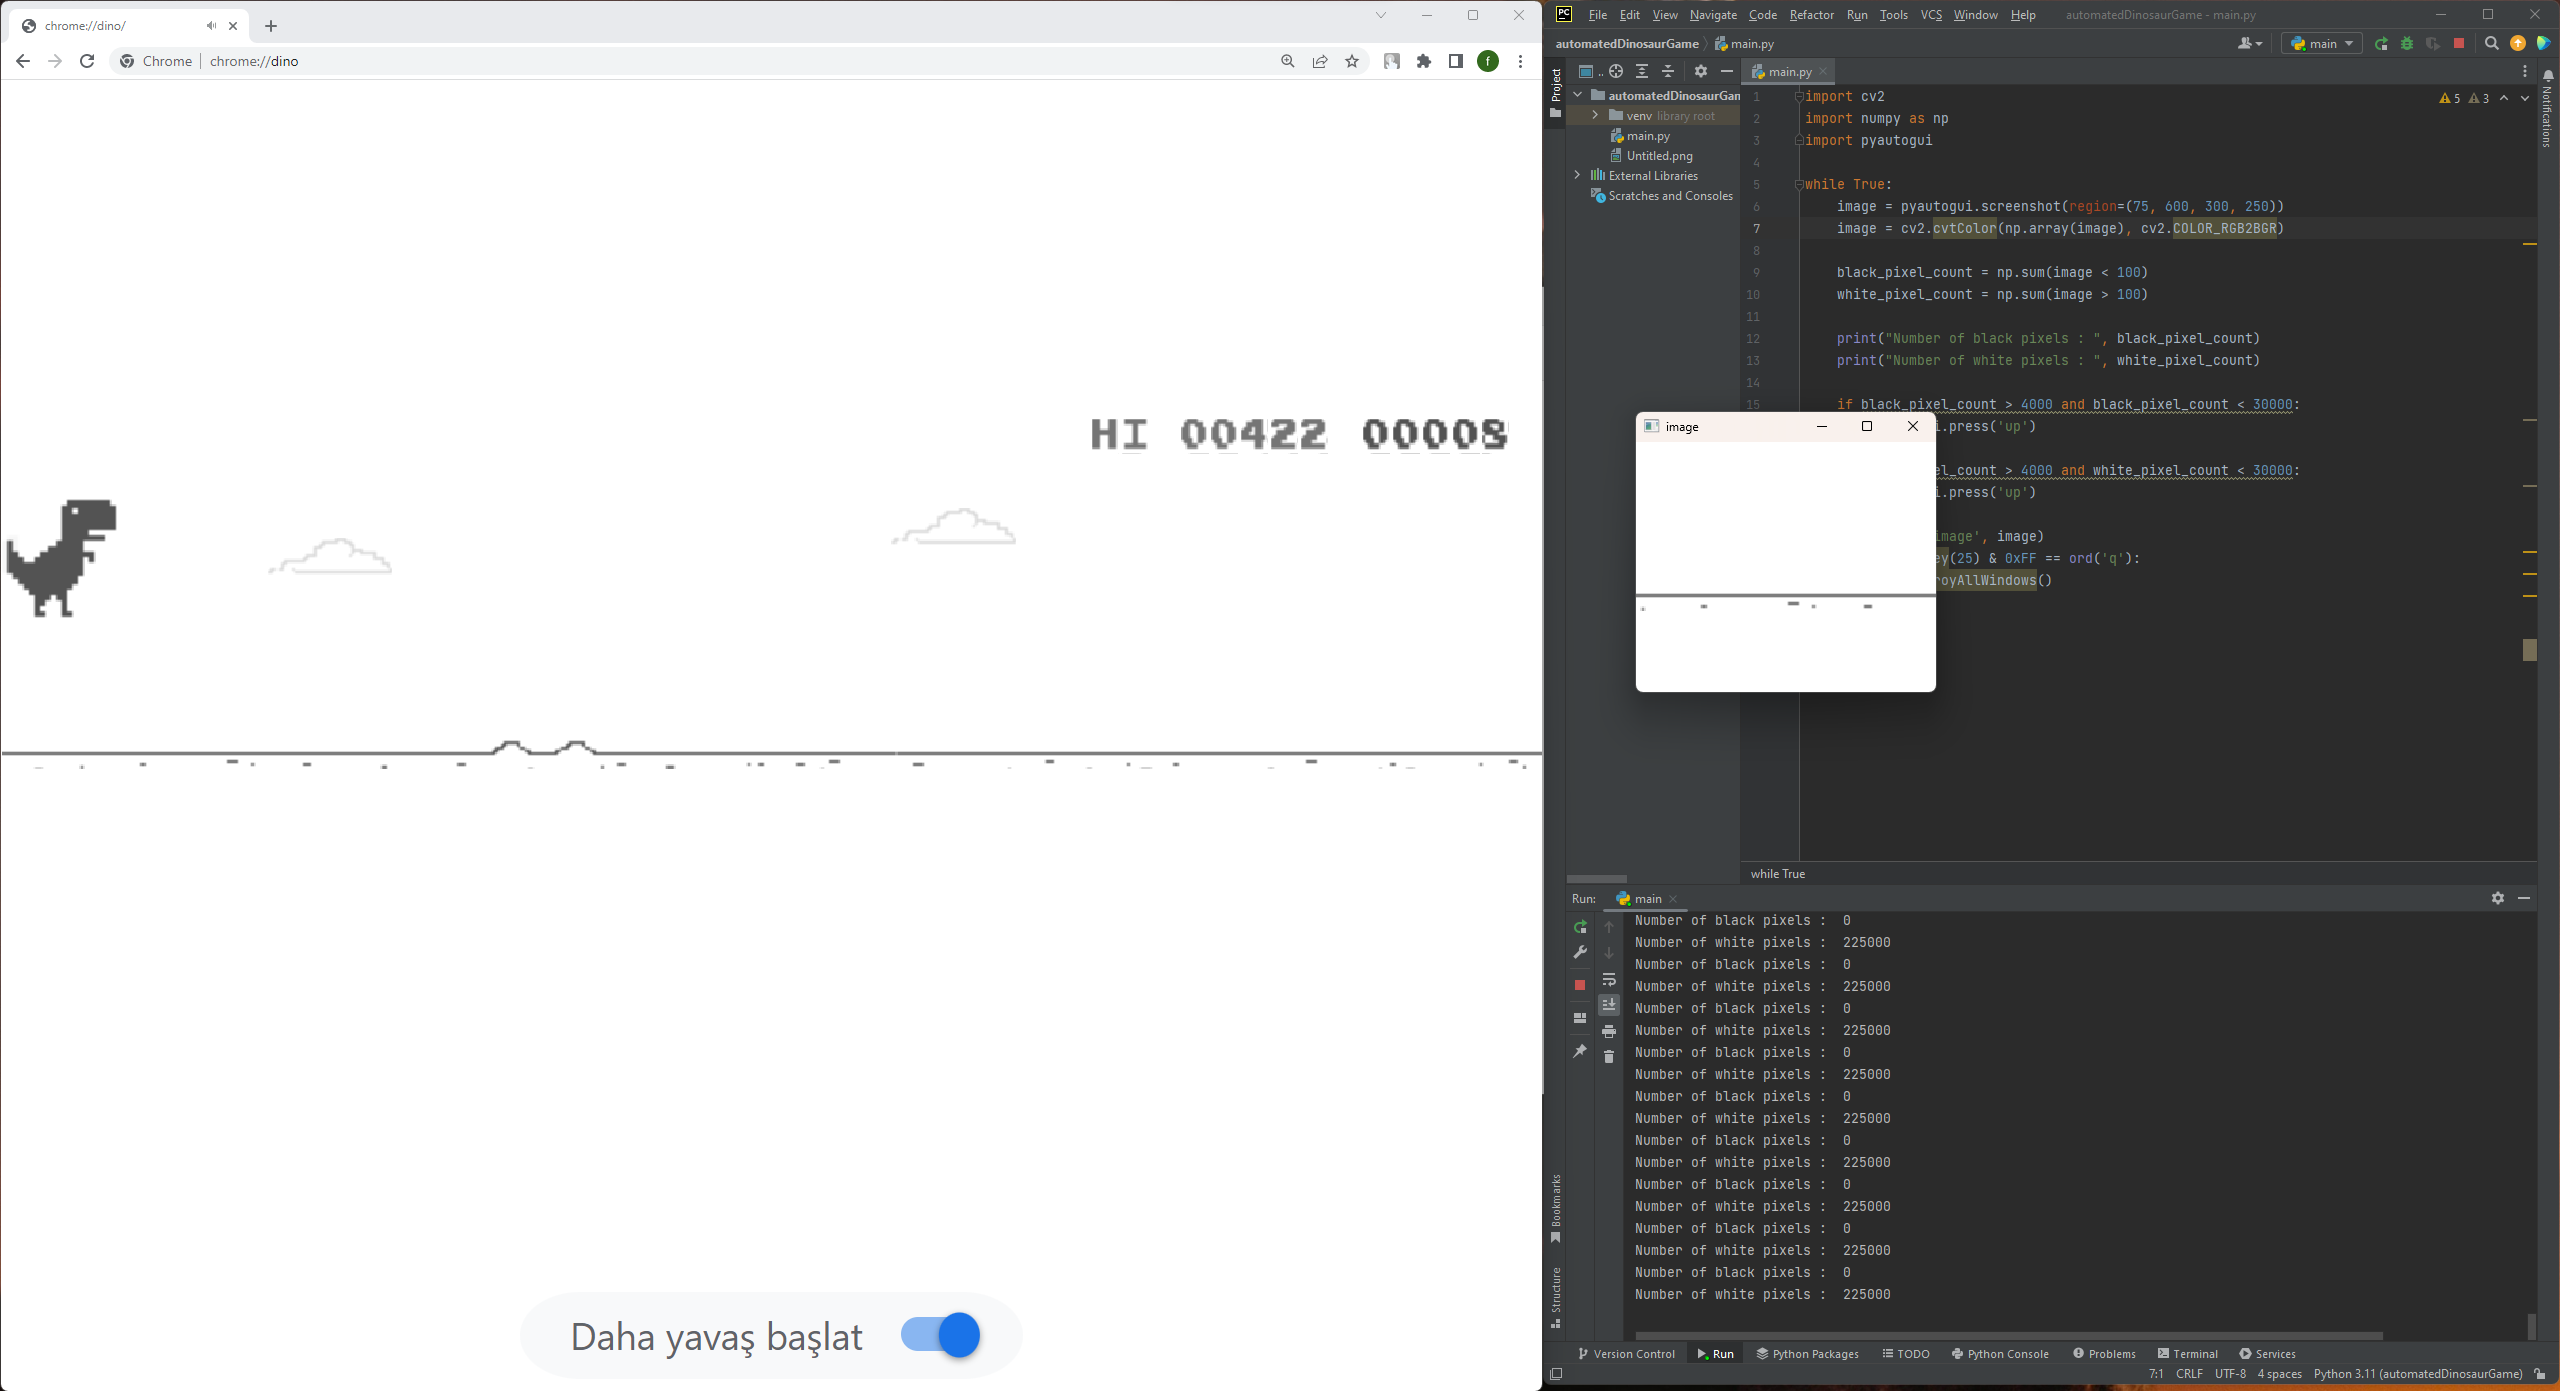 chrome://dino/
Chrome | chrome://dino
HI 00422 00008
Daha yavaş başlat
PC File Edit View Navigate Code Refactor Run Tools VCS Window Help automatedDinosaurGame - main.py
automatedDinosaurGame main.py
main
f
Project
..
main.py
automatedDinosaurGan
venv library root
main.py
Untitled.png
External Libraries
Scratches and Consoles
Notifications
5 3
1 import cv2
2 import numpy as np
3 import pyautogui
4
5 while True:
6 image = pyautogui.screenshot(region=(75, 600, 300, 250))
7 image = cv2.cvtColor(np.array(image), cv2.COLOR_RGB2BGR)
8
9 black_pixel_count = np.sum(image < 100)
10 white_pixel_count = np.sum(image > 100)
11
12 print("Number of black pixels : ", black_pixel_count)
13 print("Number of white pixels : ", white_pixel_count)
14
15 if black_pixel_count > 4000 and black_pixel_count < 30000:
i.press('up')
el_count > 4000 and white_pixel_count < 30000:
i.press('up')
image', image)
ey(25) & 0xFF == ord('q'):
royAllWindows()
image
while True
Run: main
Number of black pixels : 0
Number of white pixels : 225000
Number of black pixels : 0
Number of white pixels : 225000
Number of black pixels : 0
Number of white pixels : 225000
Number of black pixels : 0
Number of white pixels : 225000
Number of black pixels : 0
Number of white pixels : 225000
Number of black pixels : 0
Number of white pixels : 225000
Number of black pixels : 0
Number of white pixels : 225000
Number of black pixels : 0
Number of white pixels : 225000
Number of black pixels : 0
Number of white pixels : 225000
Bookmarks
Structure
Version Control Run Python Packages TODO Python Console Problems Terminal Services
7:1 CRLF UTF-8 4 spaces Python 3.11 (automatedDinosaurGame)